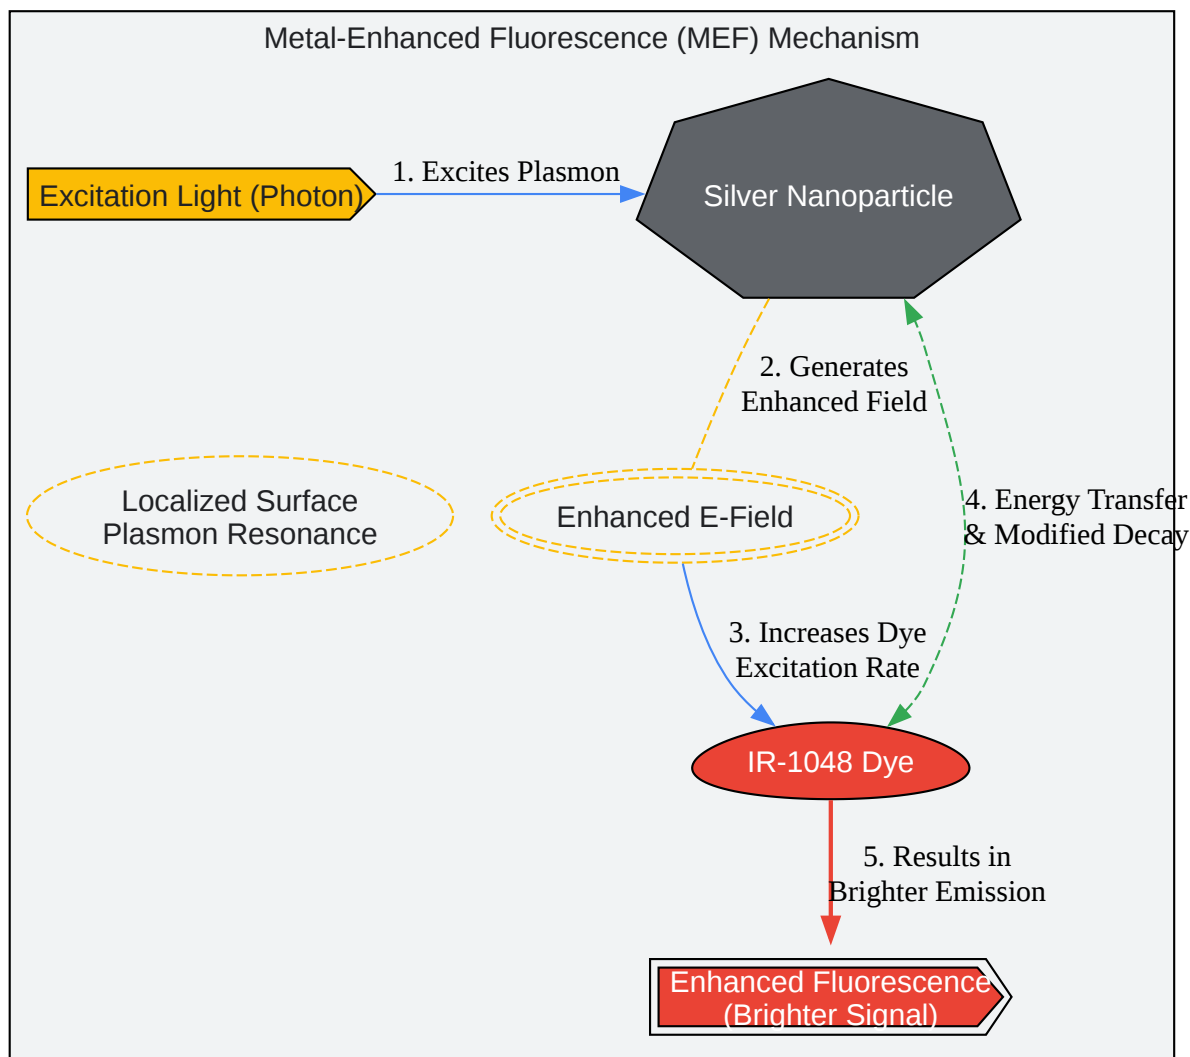 Metal-Enhanced Fluorescence (MEF) Mechanism
1. Excites Plasmon
Excitation Light (Photon)
Silver Nanoparticle
2. Generates
Enhanced Field
Localized Surface
Plasmon Resonance
Enhanced E-Field
4. Energy Transfer
& Modified Decay
3. Increases Dye
Excitation Rate
IR-1048 Dye
5. Results in
Brighter Emission
Enhanced Fluorescence
(Brighter Signal)